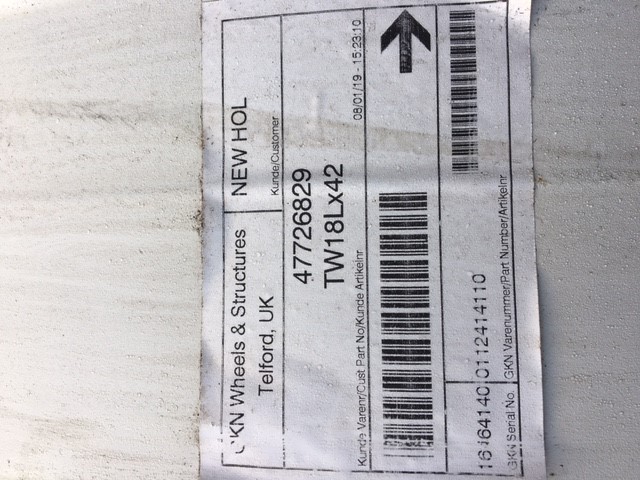 GKN Wheels & Structures
Telford, UK
NEW HOL
Kunde/Customer
47726829
TW18Lx42
Kunde Varenr/Cust Part No/Kunde Artikelnr
08/01/19 - 15:23:10
0112414110
GKN Serial No.
GKN Varenummer/Part Number/Artikelnr